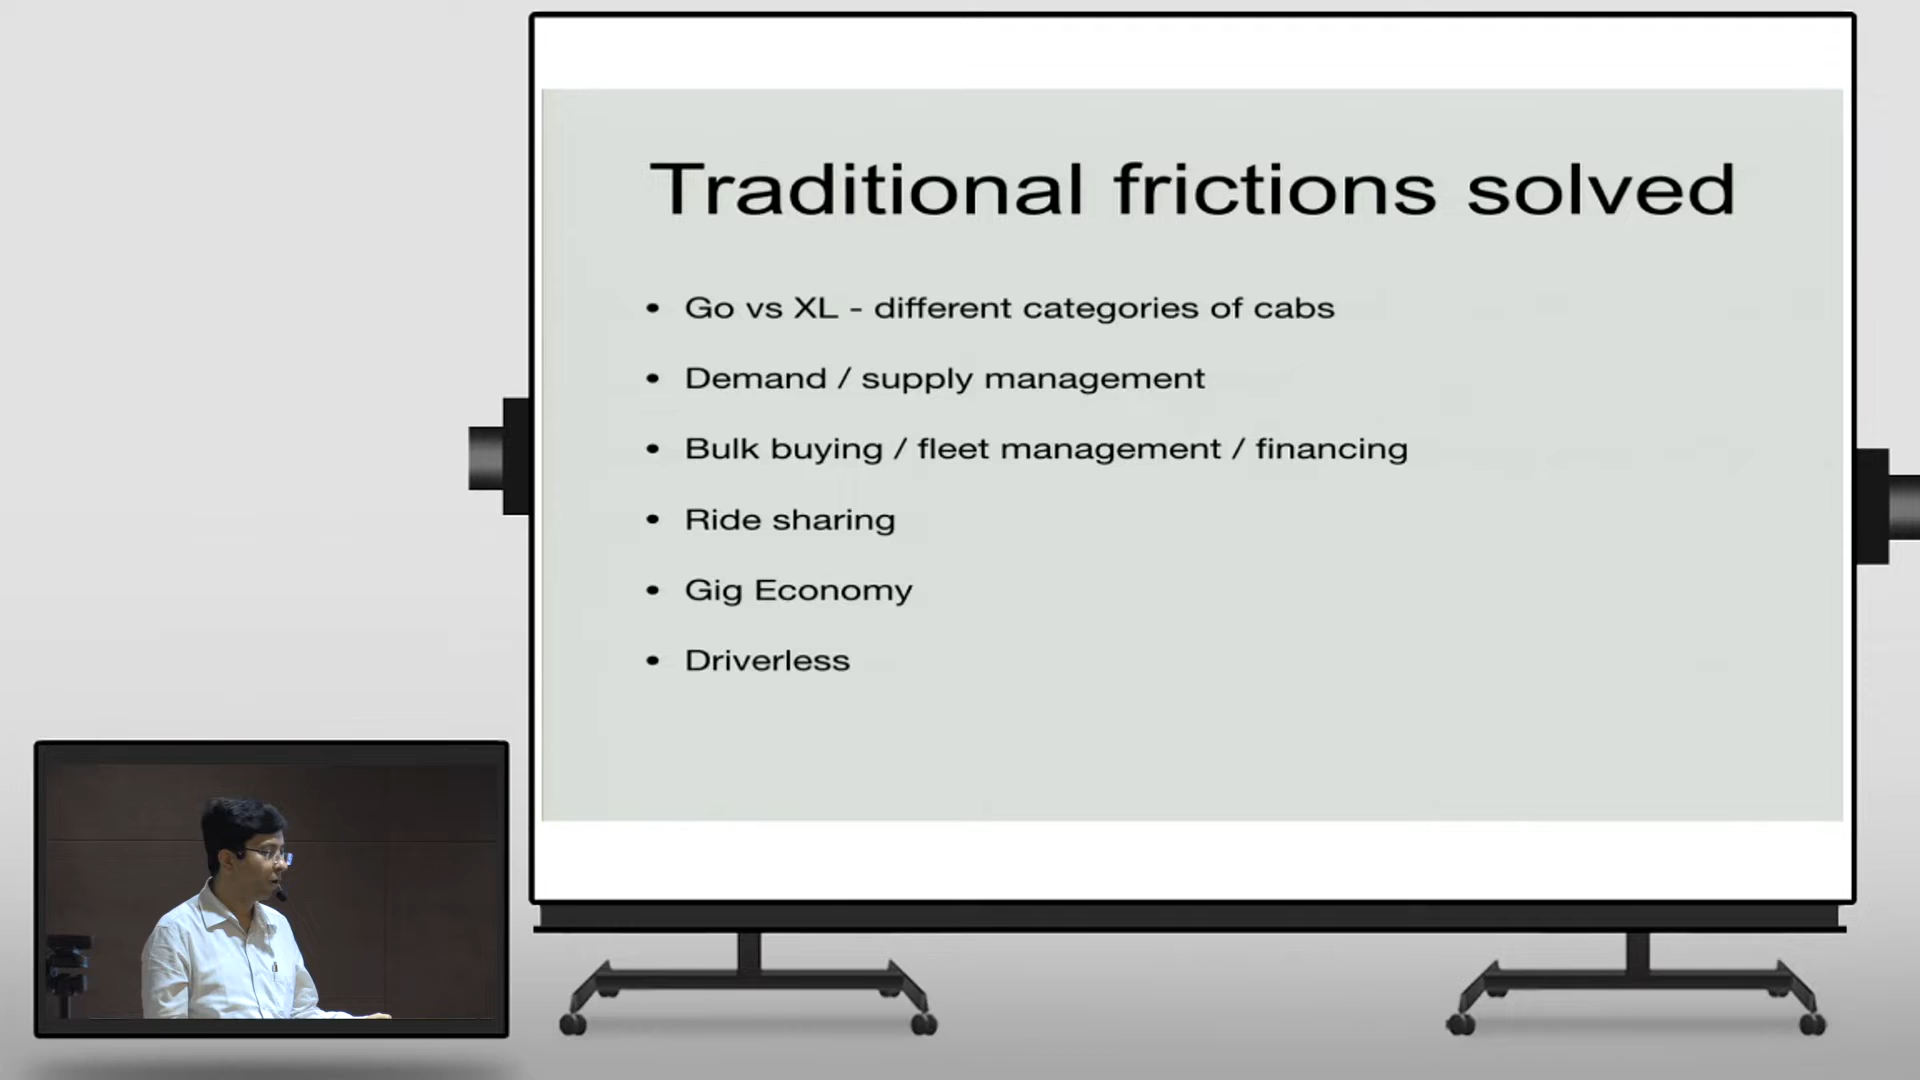 Traditional frictions solved
• Go vs XL - different categories of cabs
• Demand / supply management
• Bulk buying / fleet management / financing
• Ride sharing
• Gig Economy
• Driverless